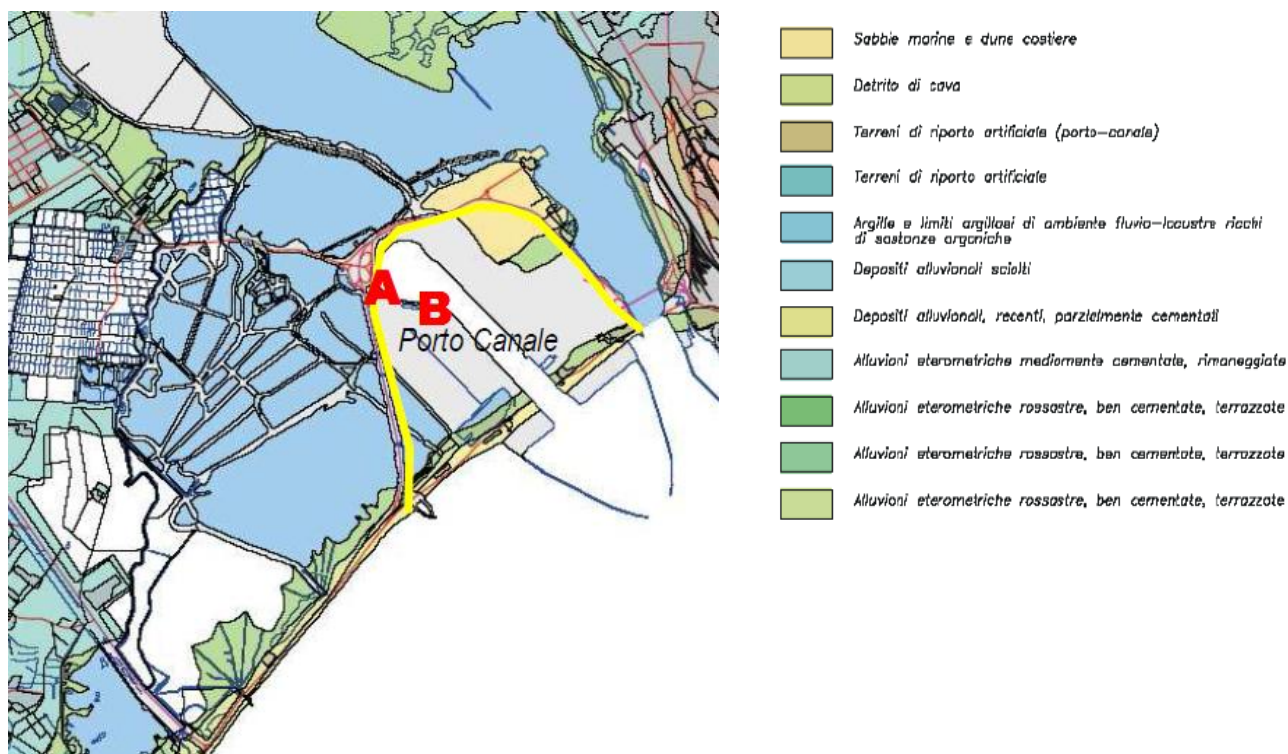 A
B
Porto Canale
Sabbie marine e dune costiere
Detrito di cava
Terreni di riporto artificiale (porto-canale)
Terreni di riporto artificiale
Argille e limiti argillosi di ambiente fluvio-lacustre ricchi
di sostanze organiche
Depositi alluvionali sciolti
Depositi alluvionali, recenti, parzialmente cementati
Alluvioni eterometriche mediamente cementate, rimaneggiate
Alluvioni eterometriche rossastre, ben cementate, terrazzate
Alluvioni eterometriche rossastre, ben cementate, terrazzate
Alluvioni eterometriche rossastre, ben cementate, terrazzate